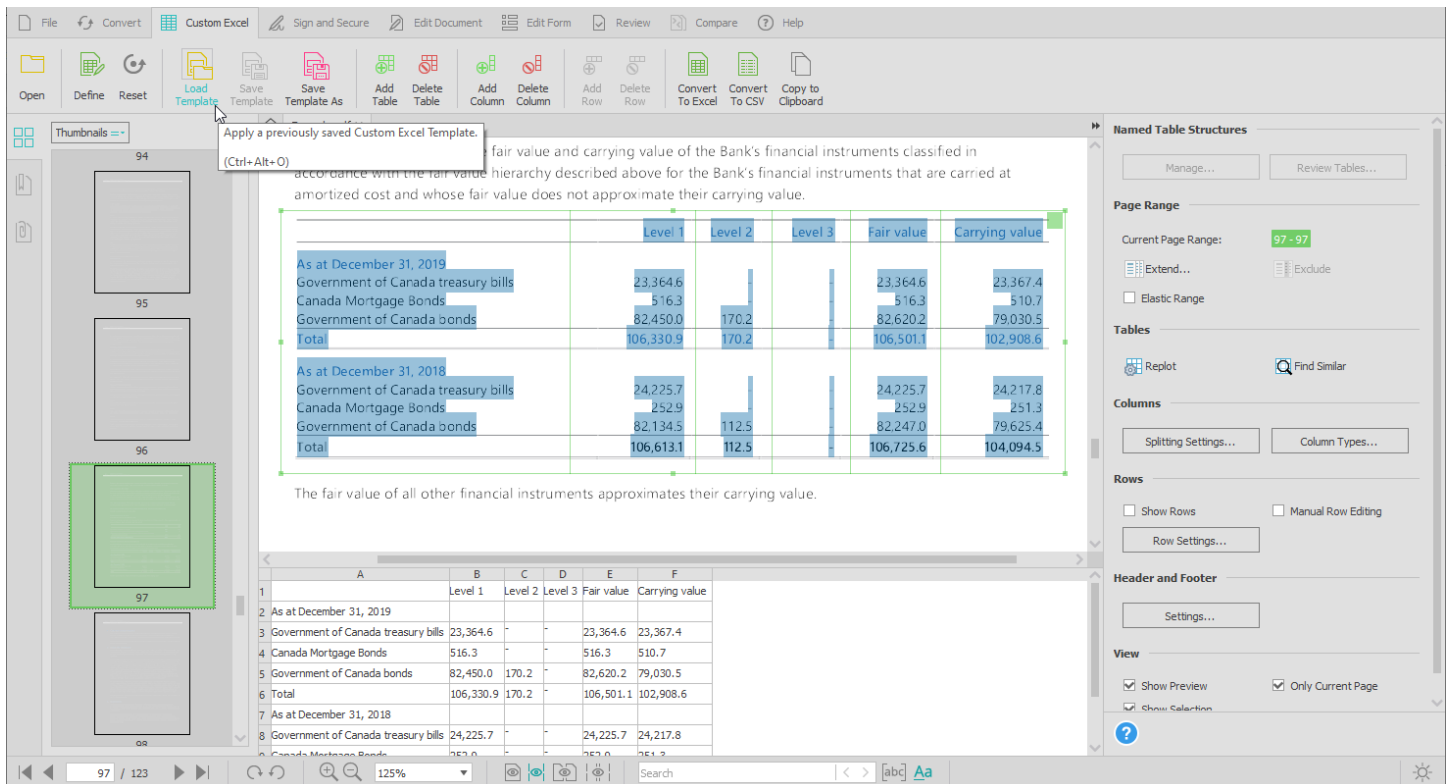 File Convert Custom Excel Sign and Secure Edit Document Edit Form Review Compare Help
Open Define Reset Load Template Save Template Save Template As Add Table Delete Table Add Column Delete Column Add Row Delete Row Convert To Excel Convert To CSV Copy to Clipboard
Thumbnails
Apply a previously saved Custom Excel Template.
(Ctrl+Alt+O)
94
95
96
97
98
fair value and carrying value of the Bank's financial instruments classified in
accordance with the fair value hierarchy described above for the Bank's financial instruments that are carried at
amortized cost and whose fair value does not approximate their carrying value.
Level 1 Level 2 Level 3 Fair value Carrying value
As at December 31, 2019
Government of Canada treasury bills 23,364.6 - - 23,364.6 23.367.4
Canada Mortgage Bonds 516.3 - - 516.3 510.7
Government of Canada bonds 82,450.0 170.2 - 82,620.2 79,030.5
Total 106,330.9 170.2 - 106,501.1 102,908.6
As at December 31, 2018
Government of Canada treasury bills 24,225.7 - - 24,225.7 24,217.8
Canada Mortgage Bonds 252.9 - - 252.9 251.3
Government of Canada bonds 82,134.5 112.5 - 82,247.0 79,625.4
Total 106,613.1 112.5 - 106,725.6 104,094.5
The fair value of all other financial instruments approximates their carrying value.
A B C D E F
1 Level 1 Level 2 Level 3 Fair value Carrying value
2 As at December 31, 2019
3 Government of Canada treasury bills 23,364.6 - - 23,364.6 23,367.4
4 Canada Mortgage Bonds 516.3 - - 516.3 510.7
5 Government of Canada bonds 82,450.0 170.2 - 82,620.2 79,030.5
6 Total 106,330.9 170.2 - 106,501.1 102,908.6
7 As at December 31, 2018
8 Government of Canada treasury bills 24,225.7 - - 24,225.7 24,217.8
9 Canada Mortgage Bonds 252.9 - - 252.9 251.3
Named Table Structures
Manage... Review Tables...
Page Range
Current Page Range: 97 - 97
Extend... Exclude
Elastic Range
Tables
Replot Find Similar
Columns
Splitting Settings... Column Types...
Rows
Show Rows Manual Row Editing
Row Settings...
Header and Footer
Settings...
View
Show Preview Only Current Page
Show Selection
97 / 123 125% Search [abc] Aa